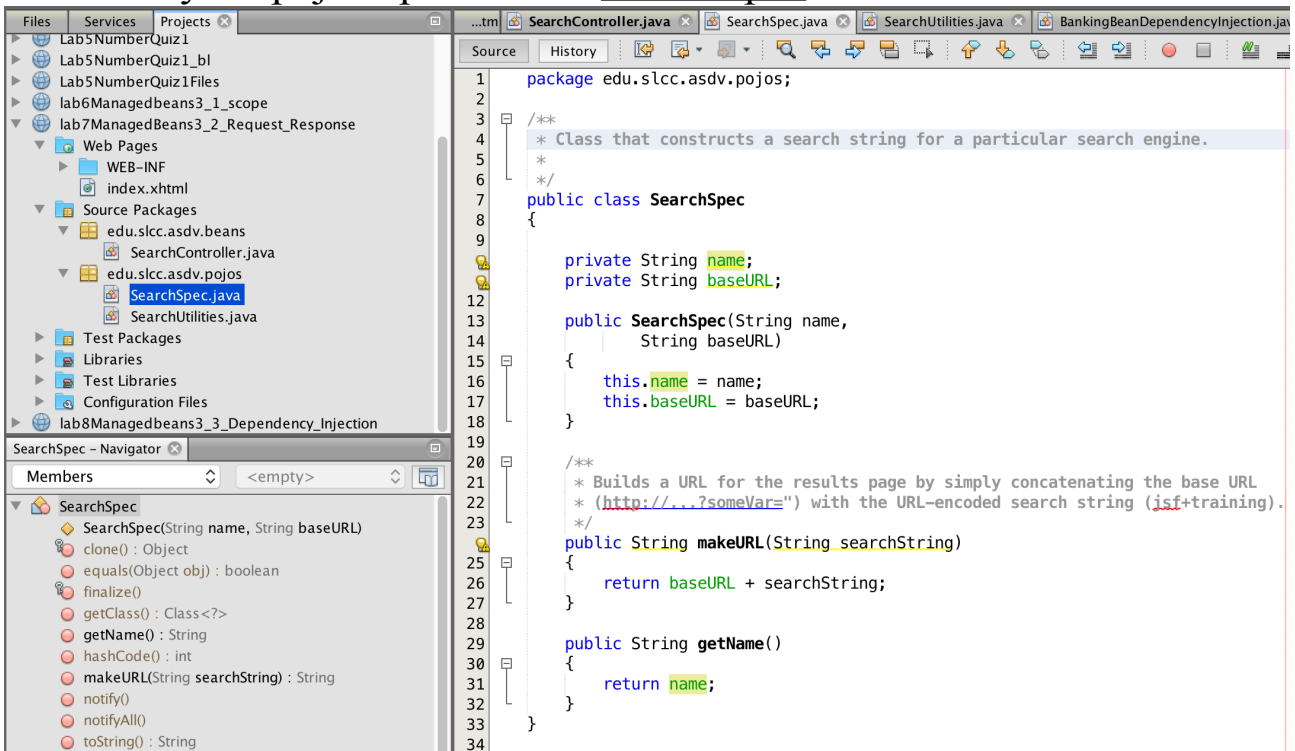 Files Services Projects
Lab5NumberQuiz1
Lab5NumberQuiz1_bl
Lab5NumberQuiz1Files
lab6Managedbeans3_1_scope
lab7ManagedBeans3_2_Request_Response
Web Pages
WEB-INF
index.xhtml
Source Packages
edu.slcc.asdv.beans
SearchController.java
edu.slcc.asdv.pojos
SearchSpec.java
SearchUtilities.java
Test Packages
Libraries
Test Libraries
Configuration Files
lab8Managedbeans3_3_Dependency_Injection
SearchSpec - Navigator
Members <empty>
SearchSpec
SearchSpec(String name, String baseURL)
clone() : Object
equals(Object obj) : boolean
finalize()
getClass() : Class<?>
getName() : String
hashCode() : int
makeURL(String searchString) : String
notify()
notifyAll()
toString() : String
...tm SearchController.java SearchSpec.java SearchUtilities.java BankingBeanDependencyInjection.jav
Source History
1 package edu.slcc.asdv.pojos;
2
3 /**
4 * Class that constructs a search string for a particular search engine.
5 *
6 */
7 public class SearchSpec
8 {
9
private String name;
private String baseURL;
12
13 public SearchSpec(String name,
14 String baseURL)
15 {
16 this.name = name;
17 this.baseURL = baseURL;
18 }
19
20 /**
21 * Builds a URL for the results page by simply concatenating the base URL
22 * (http://...?someVar=") with the URL-encoded search string (jsf+training).
23 */
public String makeURL(String searchString)
25 {
26 return baseURL + searchString;
27 }
28
29 public String getName()
30 {
31 return name;
32 }
33 }
34